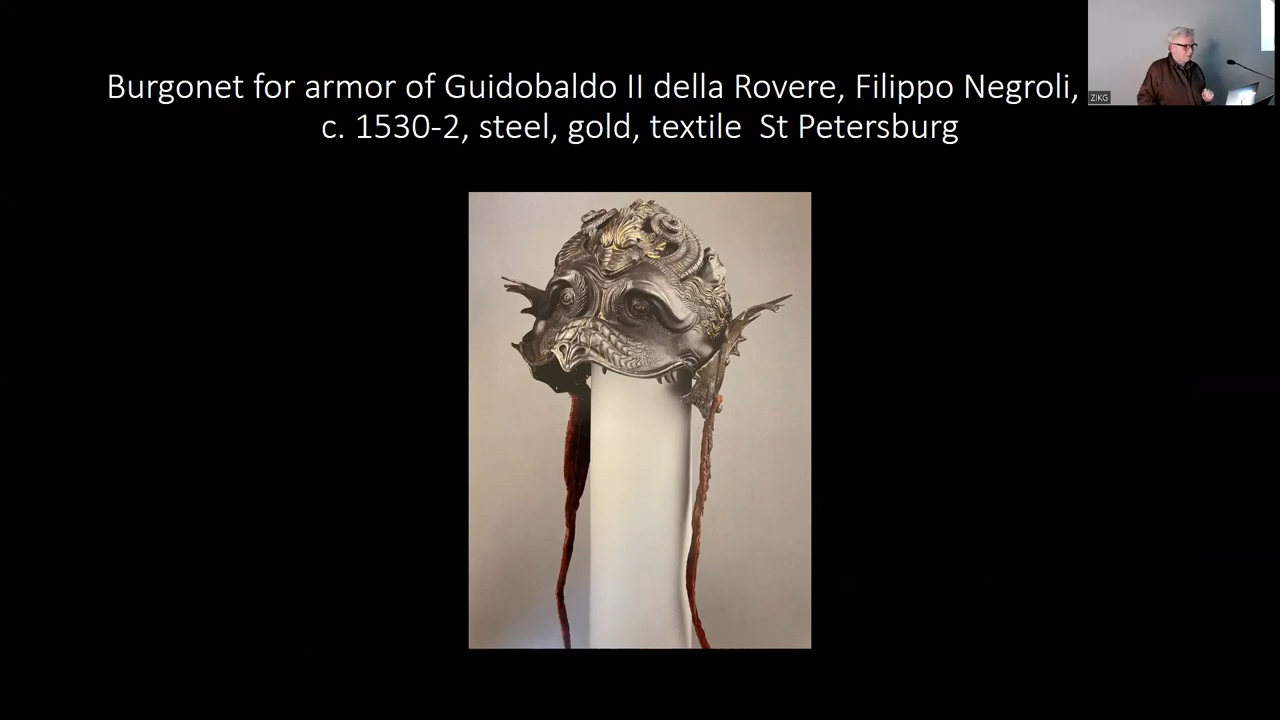 Burgonet for armor of Guidobaldo II della Rovere, Filippo Negroli,
c. 1530-2, steel, gold, textile  St Petersburg
ZIKG